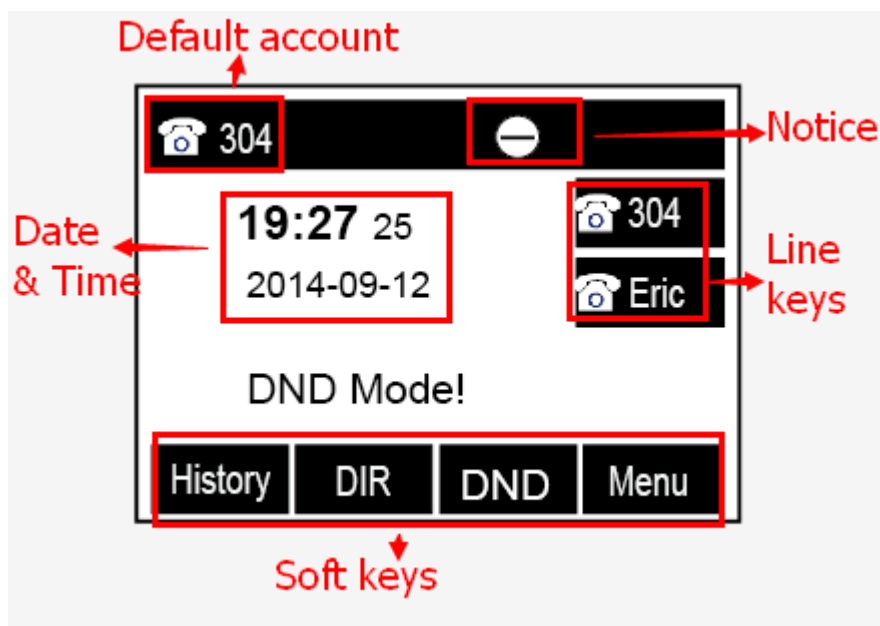 Default account
304
Notice
Date
& Time
19:27 25
2014-09-12
304
Eric
Line
keys
DND Mode!
History DIR DND Menu
Soft keys